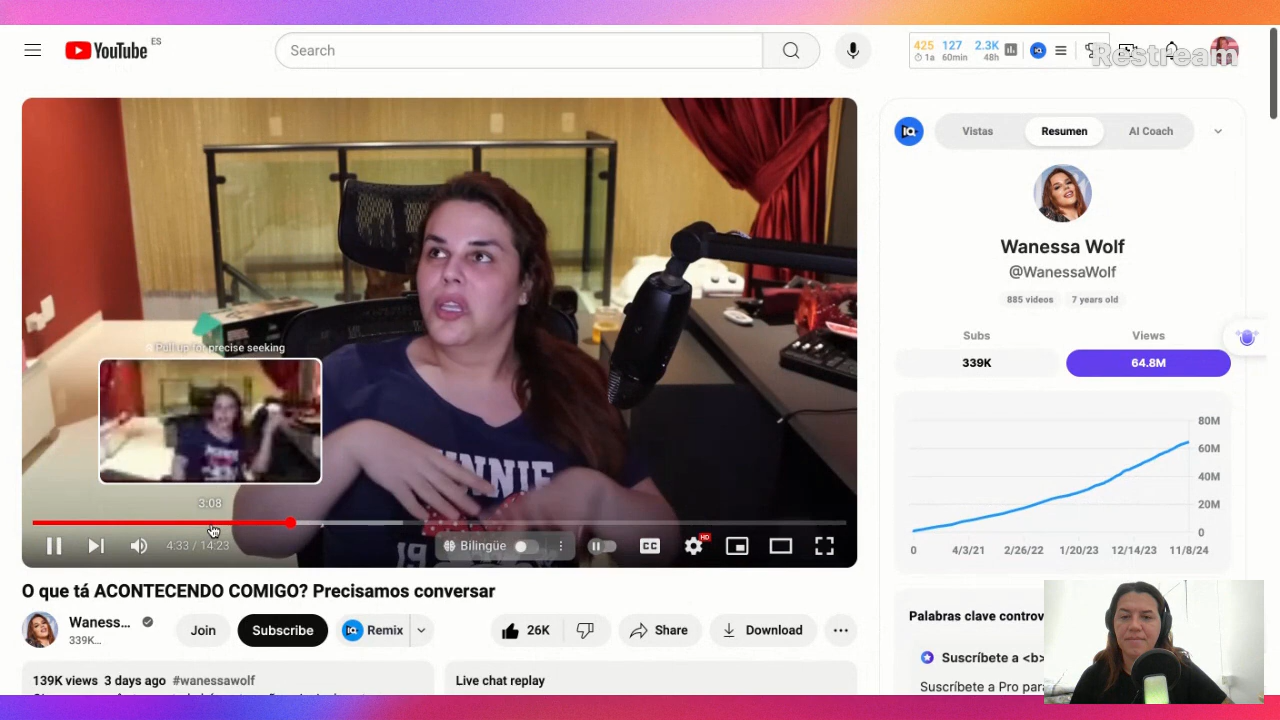 YouTube ES
Search
425 127 2.3K
1a 60min 48h
Restream
Vistas Resumen AI Coach
Wanessa Wolf
@WanessaWolf
885 videos 7 years old
Subs Views
339K 64.8M
80M
60M
40M
20M
0
0 4/3/21 2/26/22 1/20/23 12/14/23 11/8/24
Pull up for precise seeking
3:08
4:33 / 14:23
Bilingüe
CC
HD
O que tá ACONTECENDO COMIGO? Precisamos conversar
Waness...
339K...
Join
Subscribe
Remix
26K
Share
Download
139K views 3 days ago #wanessawolf
Live chat replay
Palabras clave controv
Suscríbete a <b>
Suscríbete a Pro para